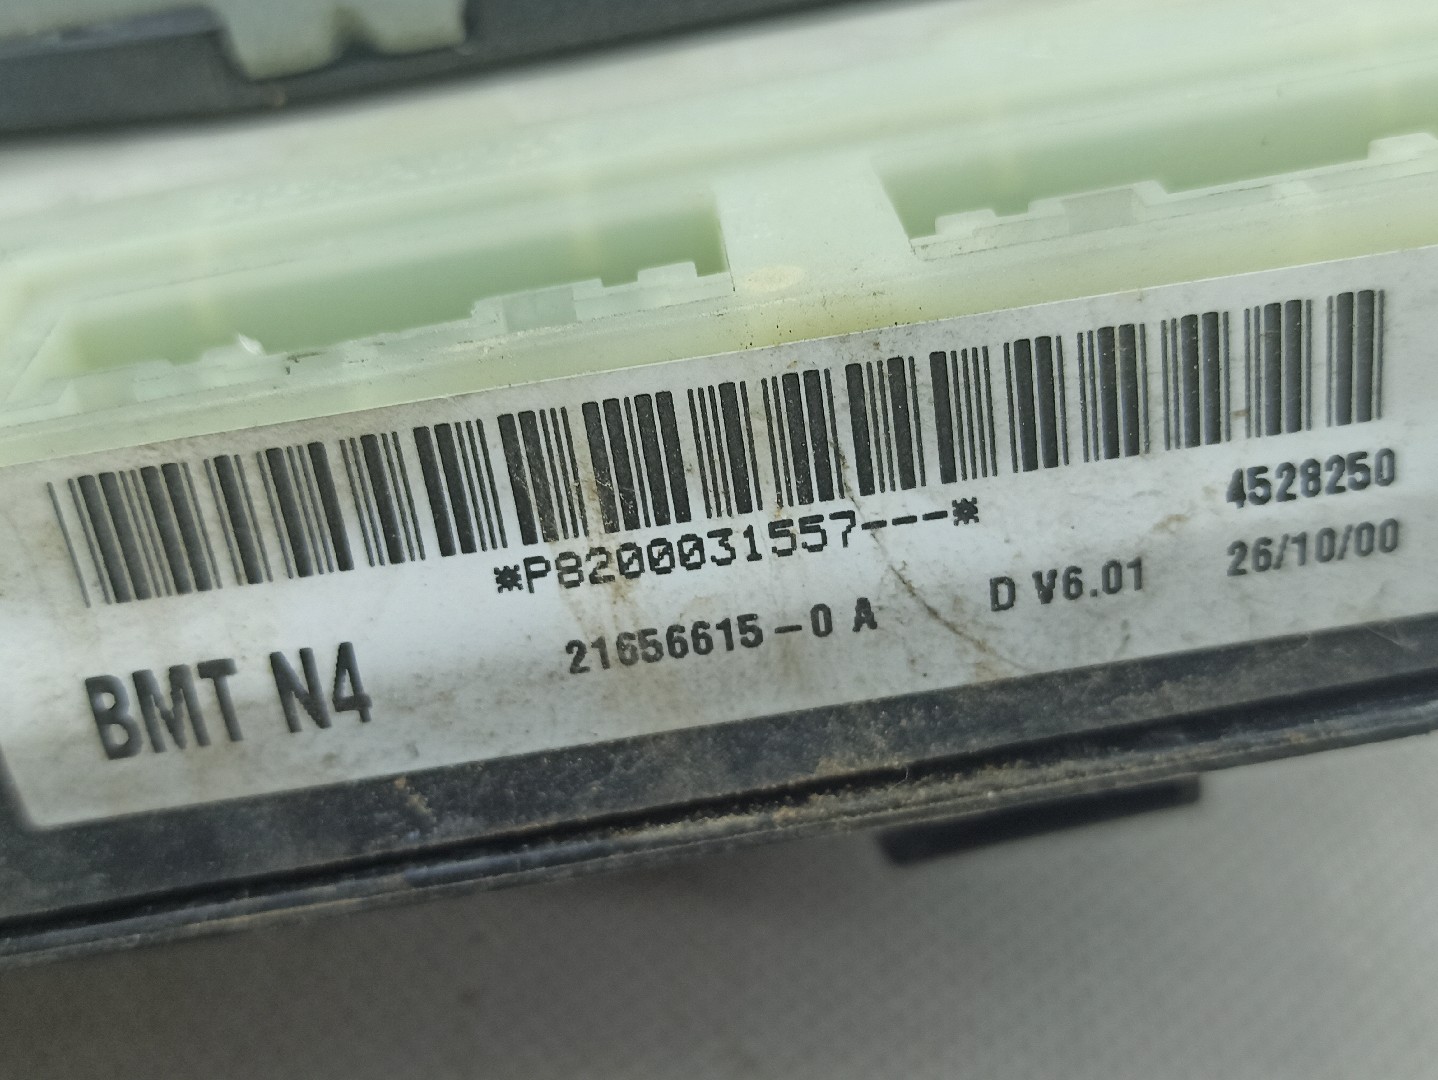 *P8200031557---*
4528250
BMT N4
21656615-0 A
D V6.01
26/10/00